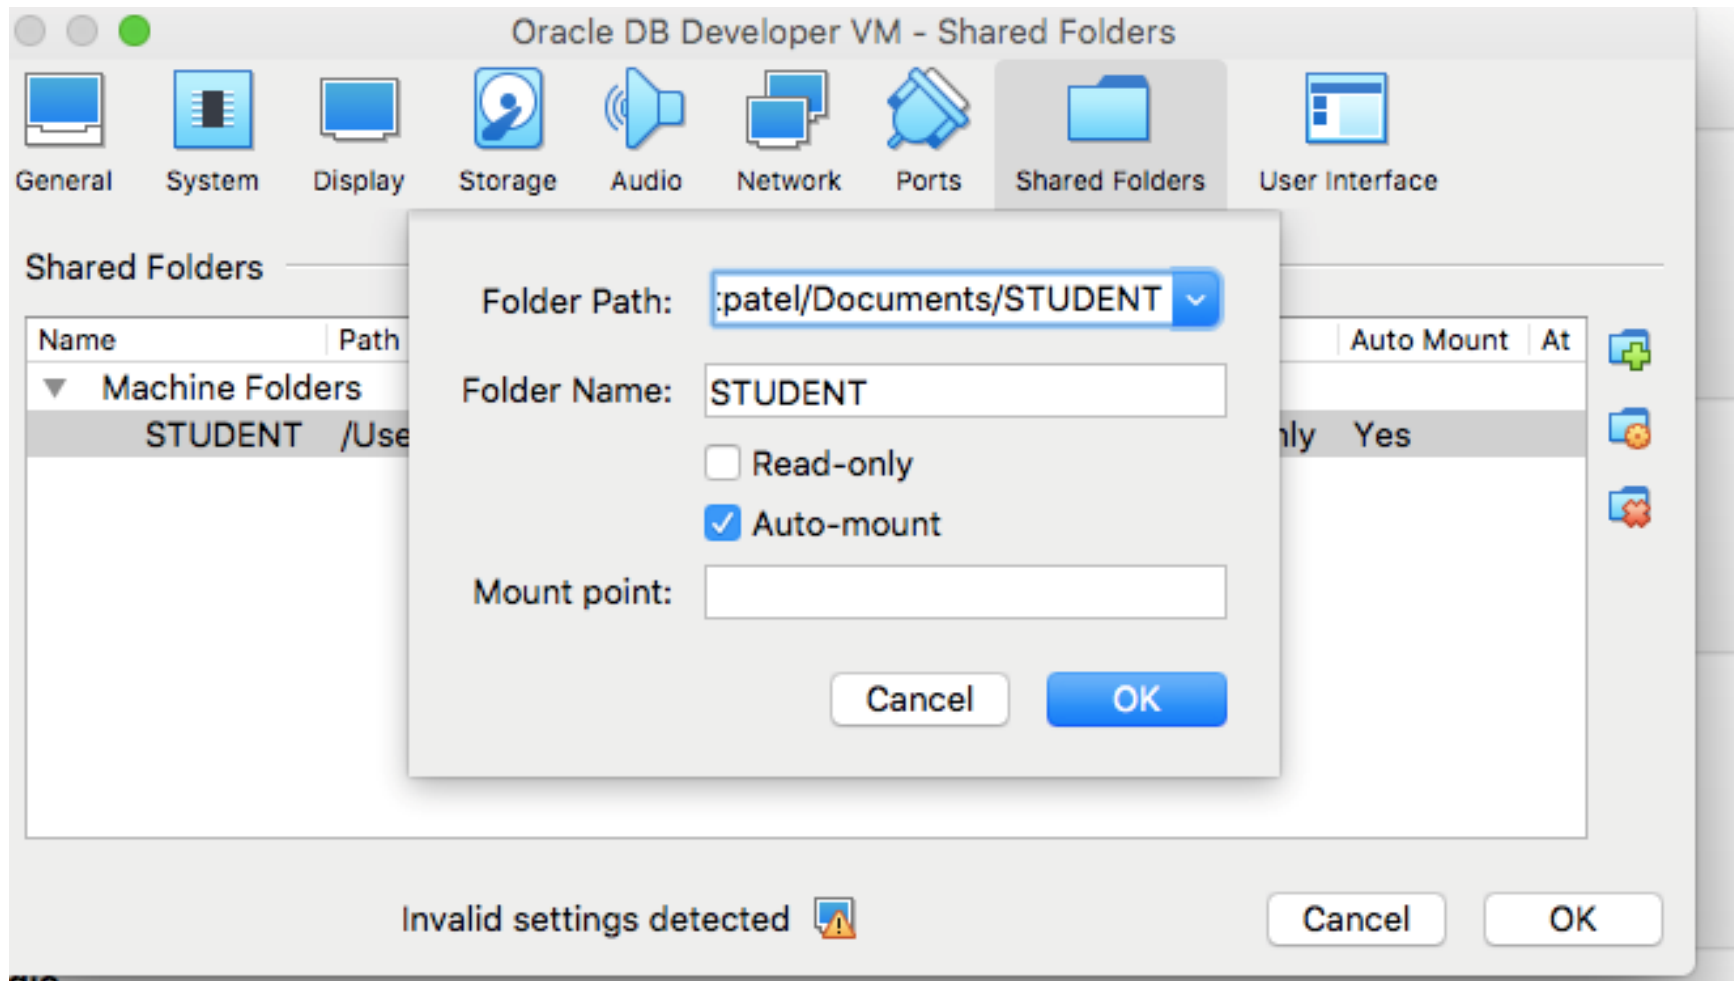 Oracle DB Developer VM - Shared Folders
General System Display Storage Audio Network Ports Shared Folders User Interface
Shared Folders
Folder Path: :patel/Documents/STUDENT
Name Path Auto Mount At
Machine Folders
Folder Name: STUDENT
STUDENT /Use nly Yes
Read-only
Auto-mount
Mount point:
Cancel OK
Invalid settings detected Cancel OK